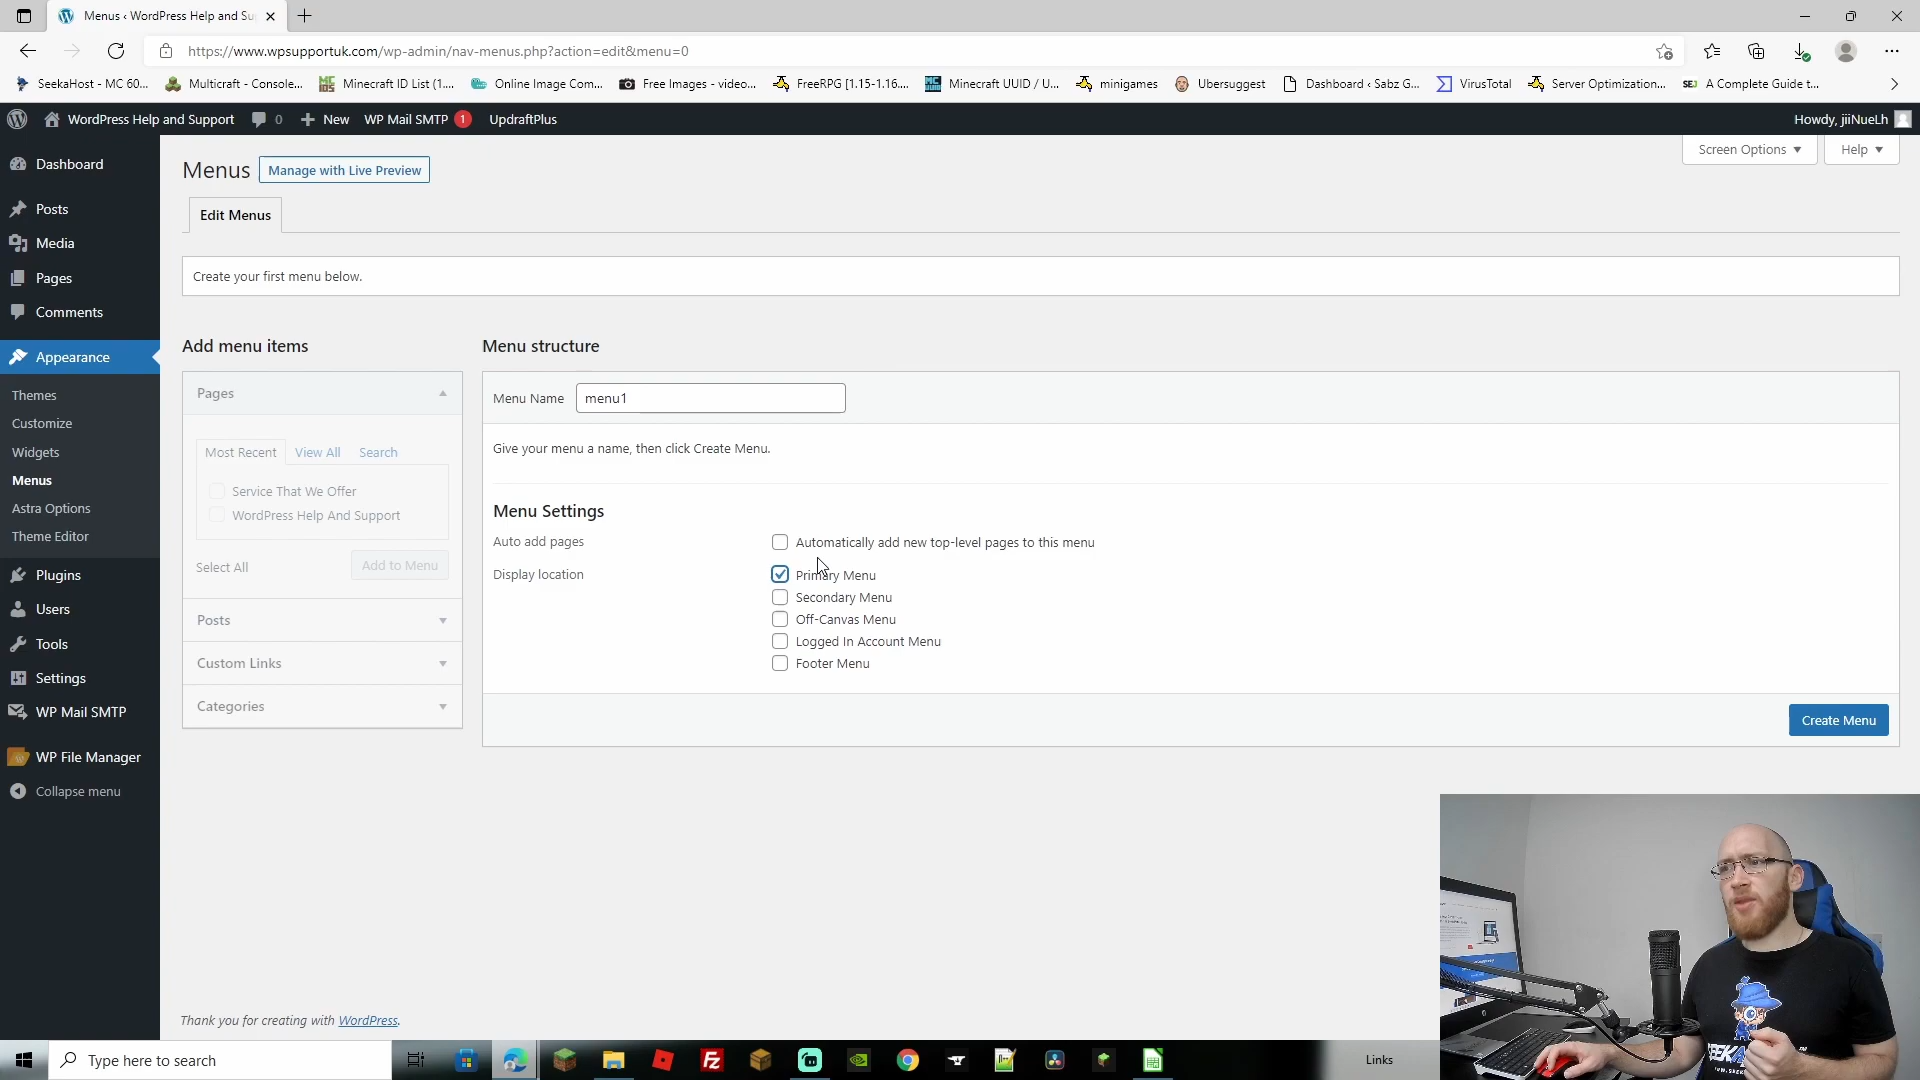 Menus ‹ WordPress Help and Su
https://www.wpsupportuk.com/wp-admin/nav-menus.php?action=edit&menu=0
SeekaHost - MC 60...
Multicraft - Console...
Minecraft ID List (1....
Online Image Com...
Free Images - video...
FreeRPG [1.15-1.16....
Minecraft UUID / U...
minigames
Ubersuggest
Dashboard ‹ Sabz G...
VirusTotal
Server Optimization...
SEJ
A Complete Guide t...
WordPress Help and Support
0
New
WP Mail SMTP
1
UpdraftPlus
Howdy, jiiNueLh
Dashboard
Posts
Media
Pages
Comments
Appearance
Themes
Customize
Widgets
Menus
Astra Options
Theme Editor
Plugins
Users
Tools
Settings
WP Mail SMTP
WP File Manager
Collapse menu
Screen Options
Help
Menus
Manage with Live Preview
Edit Menus
Create your first menu below.
Add menu items
Pages
Most Recent
View All
Search
Service That We Offer
WordPress Help And Support
Select All
Add to Menu
Posts
Custom Links
Categories
Menu structure
Menu Name
menu1
Give your menu a name, then click Create Menu.
Menu Settings
Auto add pages
Automatically add new top-level pages to this menu
Display location
Primary Menu
Secondary Menu
Off-Canvas Menu
Logged In Account Menu
Footer Menu
Create Menu
Thank you for creating with WordPress.
Type here to search
Links